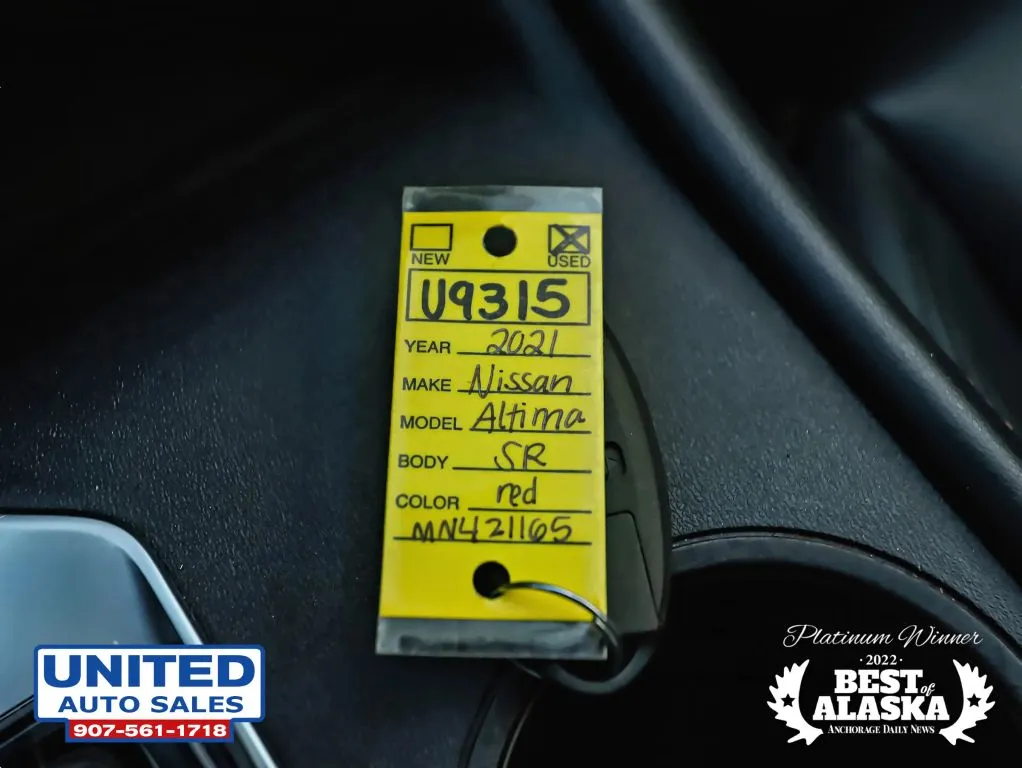 NEW USED
U9315
YEAR 2021
MAKE Nissan
MODEL Altima
BODY SR
COLOR red
MN421165
UNITED
AUTO SALES
907-561-1718
Platinum Winner
·2022·
BEST of
ALASKA
ANCHORAGE DAILY NEWS